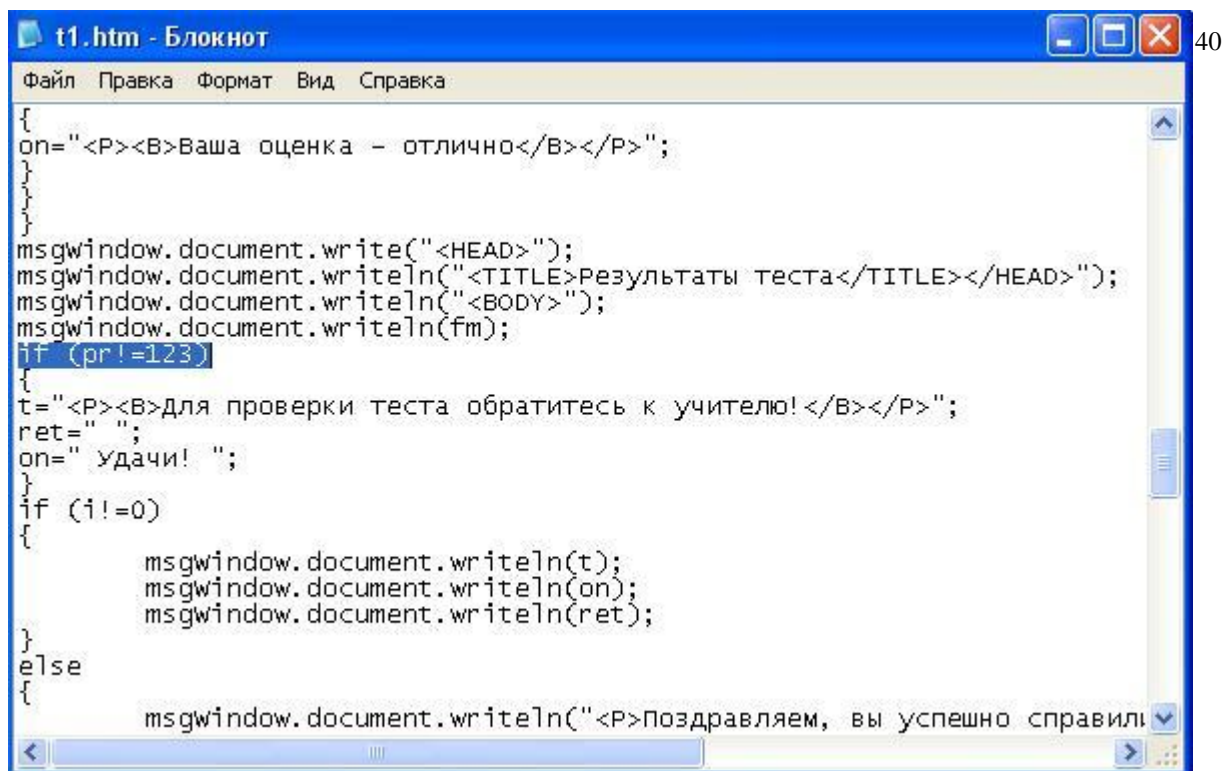 t1.htm - Блокнот
40
Файл Правка Формат Вид Справка
{
on="<P><B>Ваша оценка – отлично</B></P>";
}
}
}
msgWindow.document.write("<HEAD>");
msgWindow.document.writeln("<TITLE>Результаты теста</TITLE></HEAD>");
msgWindow.document.writeln("<BODY>");
msgWindow.document.writeln(fm);
if (pr!=123)
{
t="<P><B>Для проверки теста обратитесь к учителю!</B></P>";
ret=" ";
on=" Удачи! ";
}
if (i!=0)
{
msgWindow.document.writeln(t);
msgWindow.document.writeln(on);
msgWindow.document.writeln(ret);
}
else
{
msgWindow.document.writeln("<P>Поздравляем, вы успешно справил